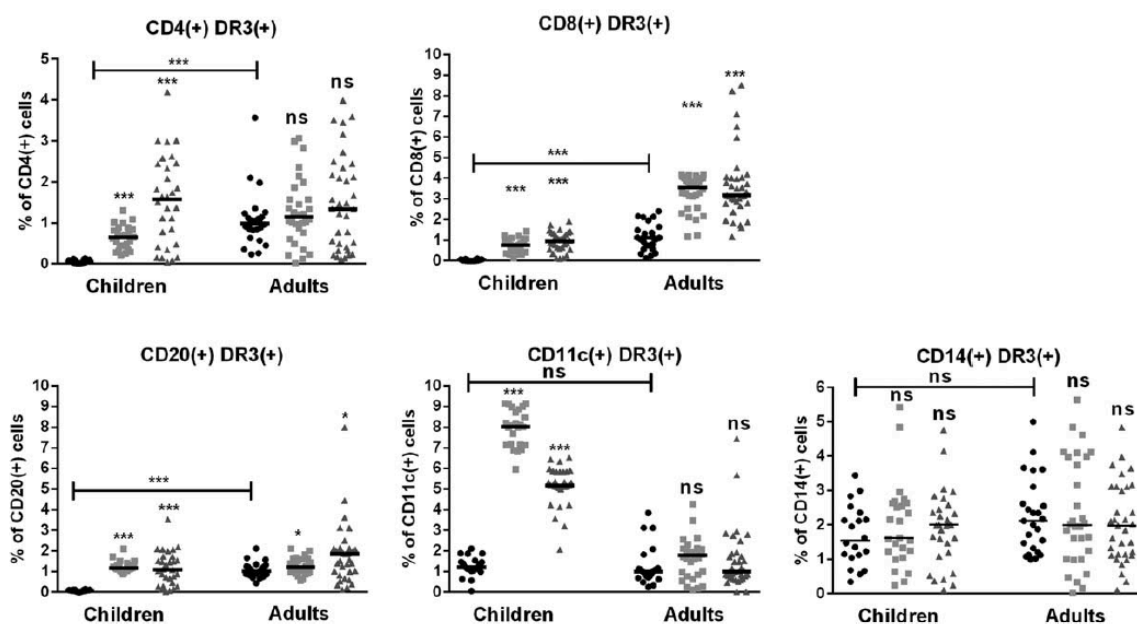 CD4(+) DR3(+)
% of CD4(+) cells
5
4
3
2
1
0
***
***
***
ns
ns
Children
Adults
CD8(+) DR3(+)
% of CD8(+) cells
10
9
8
7
6
5
4
3
2
1
0
***
***
***
***
***
Children
Adults
CD20(+) DR3(+)
% of CD20(+) cells
10
9
8
7
6
5
4
3
2
1
0
***
***
***
*
*
Children
Adults
CD11c(+) DR3(+)
% of CD11c(+) cells
10
9
8
7
6
5
4
3
2
1
0
ns
***
***
ns
ns
Children
Adults
CD14(+) DR3(+)
% of CD14(+) cells
6
5
4
3
2
1
0
ns
ns
ns
ns
ns
Children
Adults